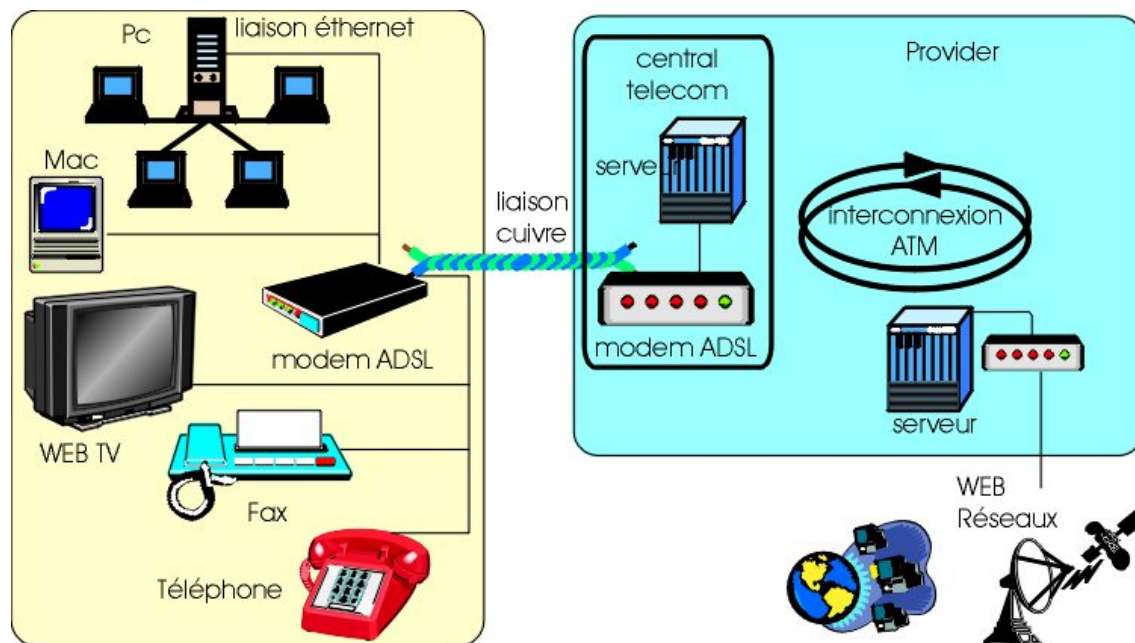 Pc
liaison éthernet
Mac
modem ADSL
WEB TV
Fax
Téléphone
liaison
cuivre
central
telecom
serveur
modem ADSL
Provider
interconnexion
ATM
serveur
WEB
Réseaux